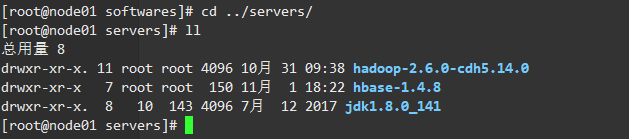 [root@node01 softwares]# cd ../servers/
[root@node01 servers]# ll
总用量 8
drwxr-xr-x. 11 root root 4096 10月 31 09:38 hadoop-2.6.0-cdh5.14.0
drwxr-xr-x   7 root root  150 11月  1 18:22 hbase-1.4.8
drwxr-xr-x.  8   10  143 4096 7月  12 2017 jdk1.8.0_141
[root@node01 servers]#